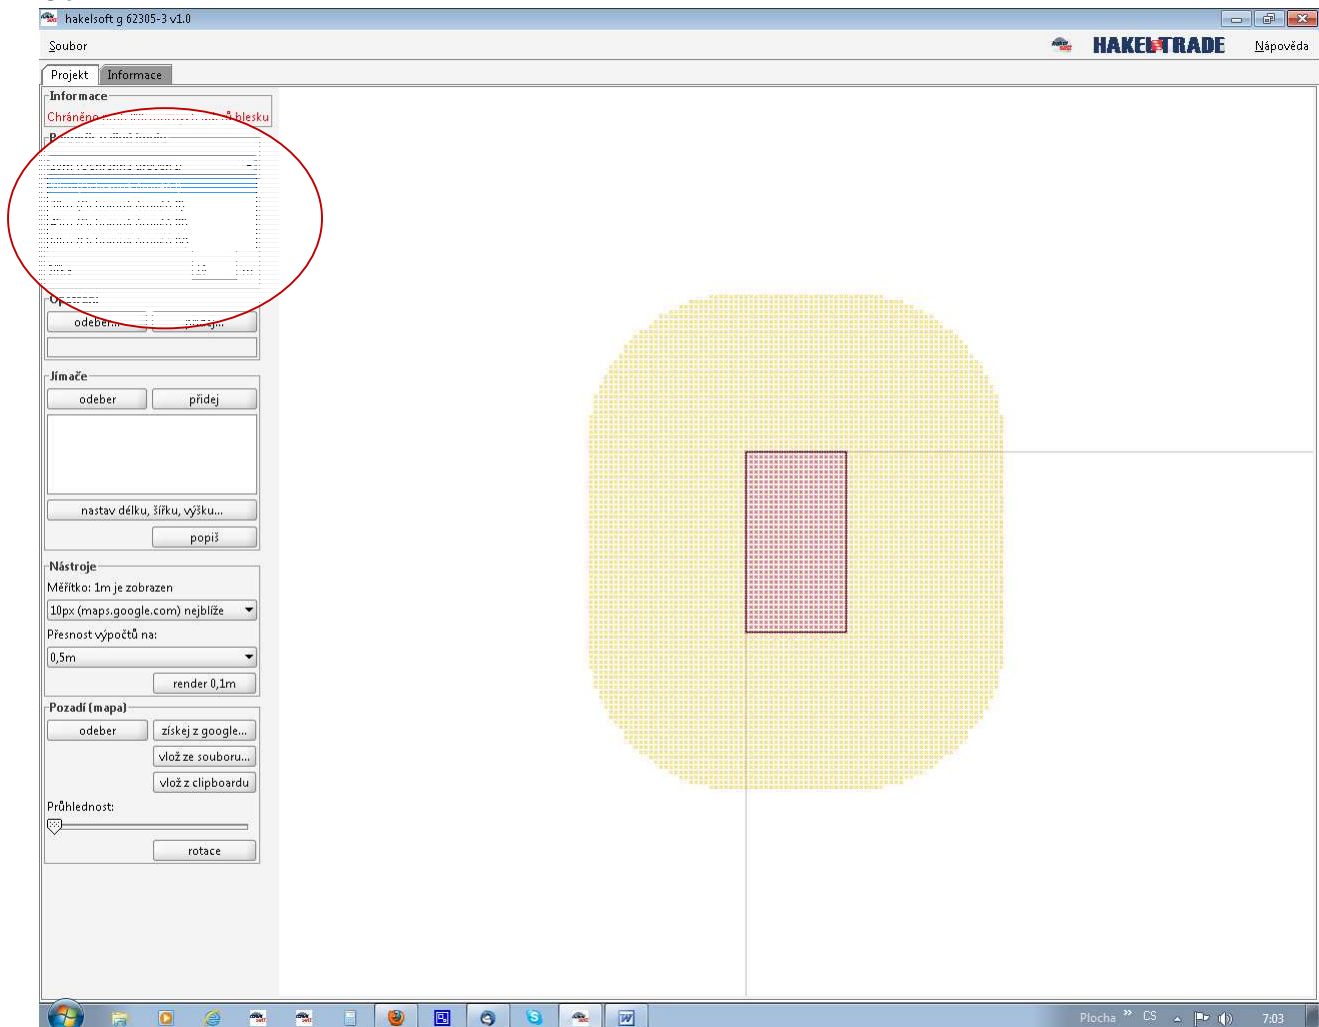 hakelsoft g 62305-3 v1.0
Soubor
HAKEL TRADE
Nápověda
Projekt
Informace
Informace
Chráněno
blesku
odeber...
Jímače
odeber
přidej
nastav délku, šířku, výšku...
popiš
Nástroje
Měřítko: 1m je zobrazen
10px (maps.google.com) nejblíže
Přesnost výpočtů na:
0,5m
render 0,1m
Pozadí (mapa)
odeber
získej z google...
vlož ze souboru...
vlož z clipboardu
Průhlednost:
rotace
Plocha
CS
7:03